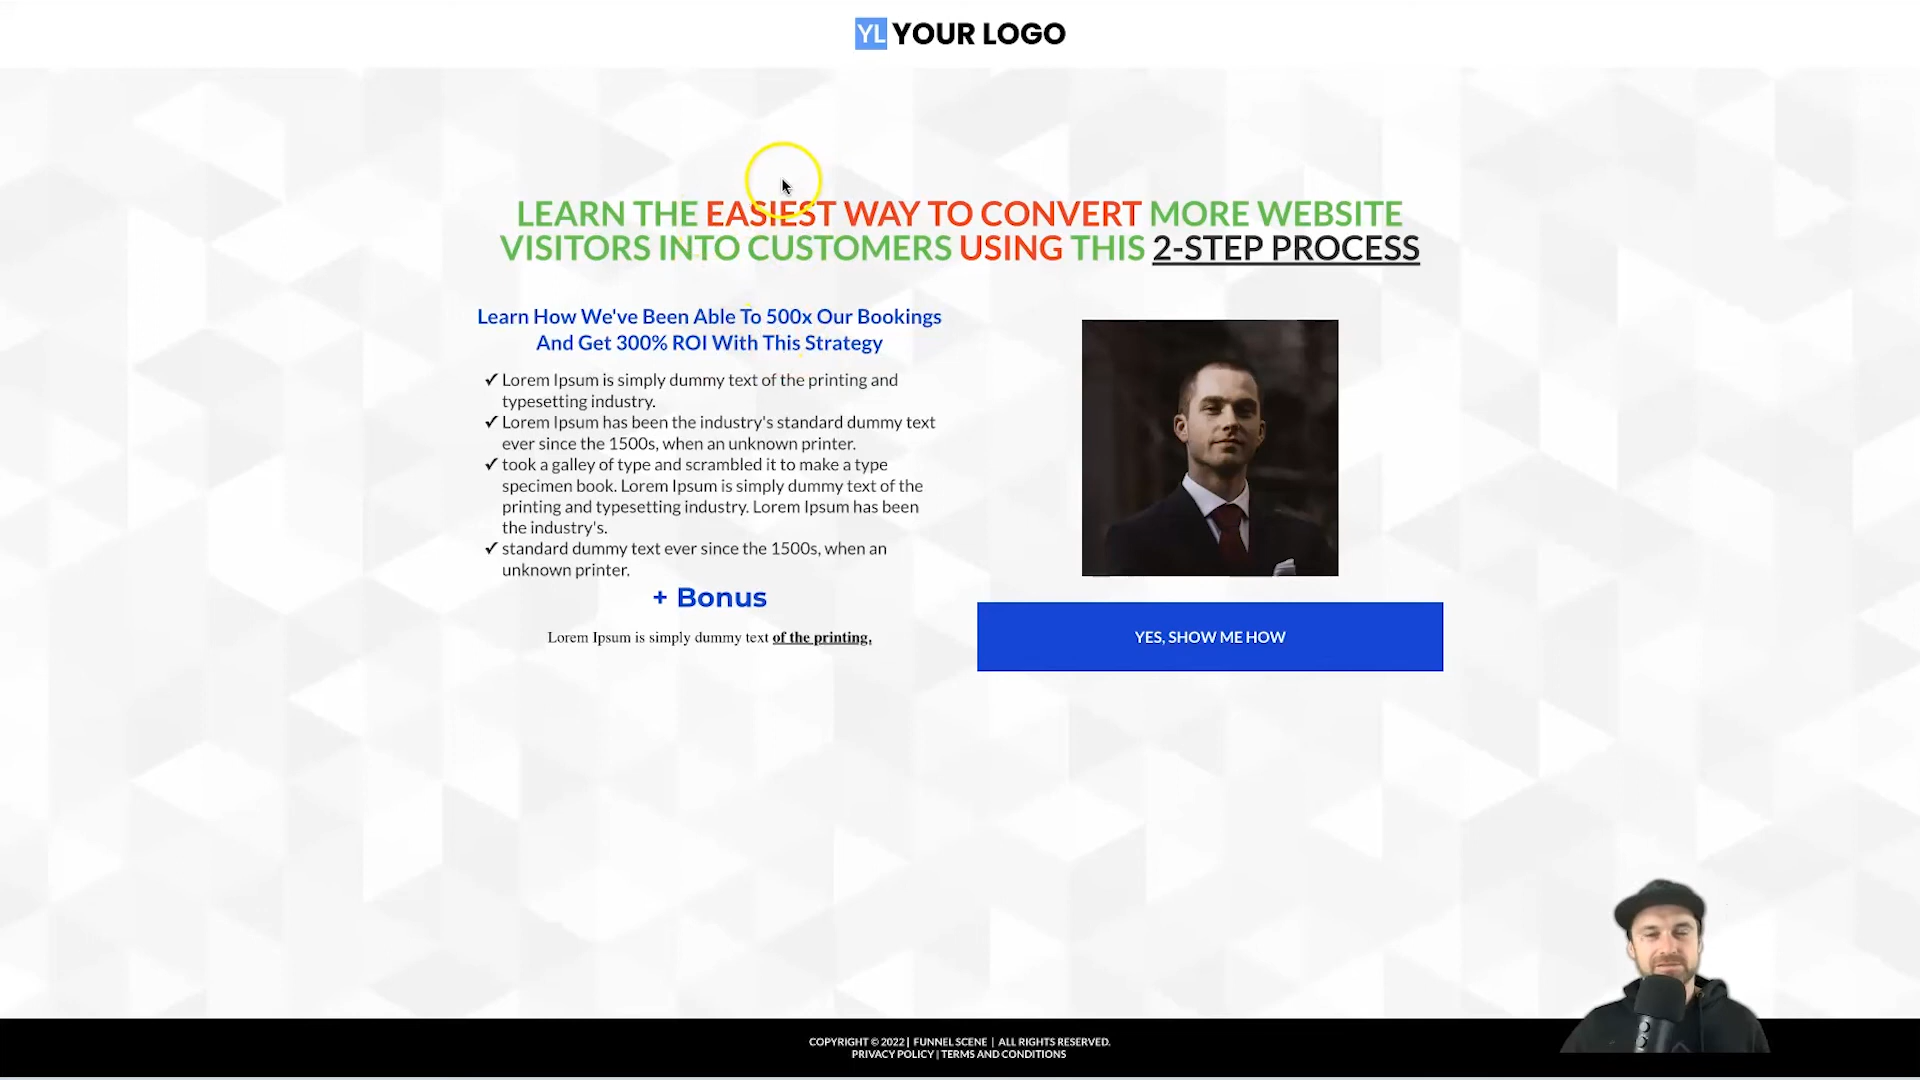 YL YOUR LOGO
LEARN THE EASIEST WAY TO CONVERT MORE WEBSITE
VISITORS INTO CUSTOMERS USING THIS 2-STEP PROCESS
Learn How We've Been Able To 500x Our Bookings
And Get 300% ROI With This Strategy
✓ Lorem Ipsum is simply dummy text of the printing and
typesetting industry.
✓ Lorem Ipsum has been the industry's standard dummy text
ever since the 1500s, when an unknown printer.
✓ took a galley of type and scrambled it to make a type
specimen book. Lorem Ipsum is simply dummy text of the
printing and typesetting industry. Lorem Ipsum has been
the industry's.
✓ standard dummy text ever since the 1500s, when an
unknown printer.
+ Bonus
Lorem Ipsum is simply dummy text of the printing.
YES, SHOW ME HOW
COPYRIGHT © 2022 | FUNNEL SCENE | ALL RIGHTS RESERVED.
PRIVACY POLICY | TERMS AND CONDITIONS